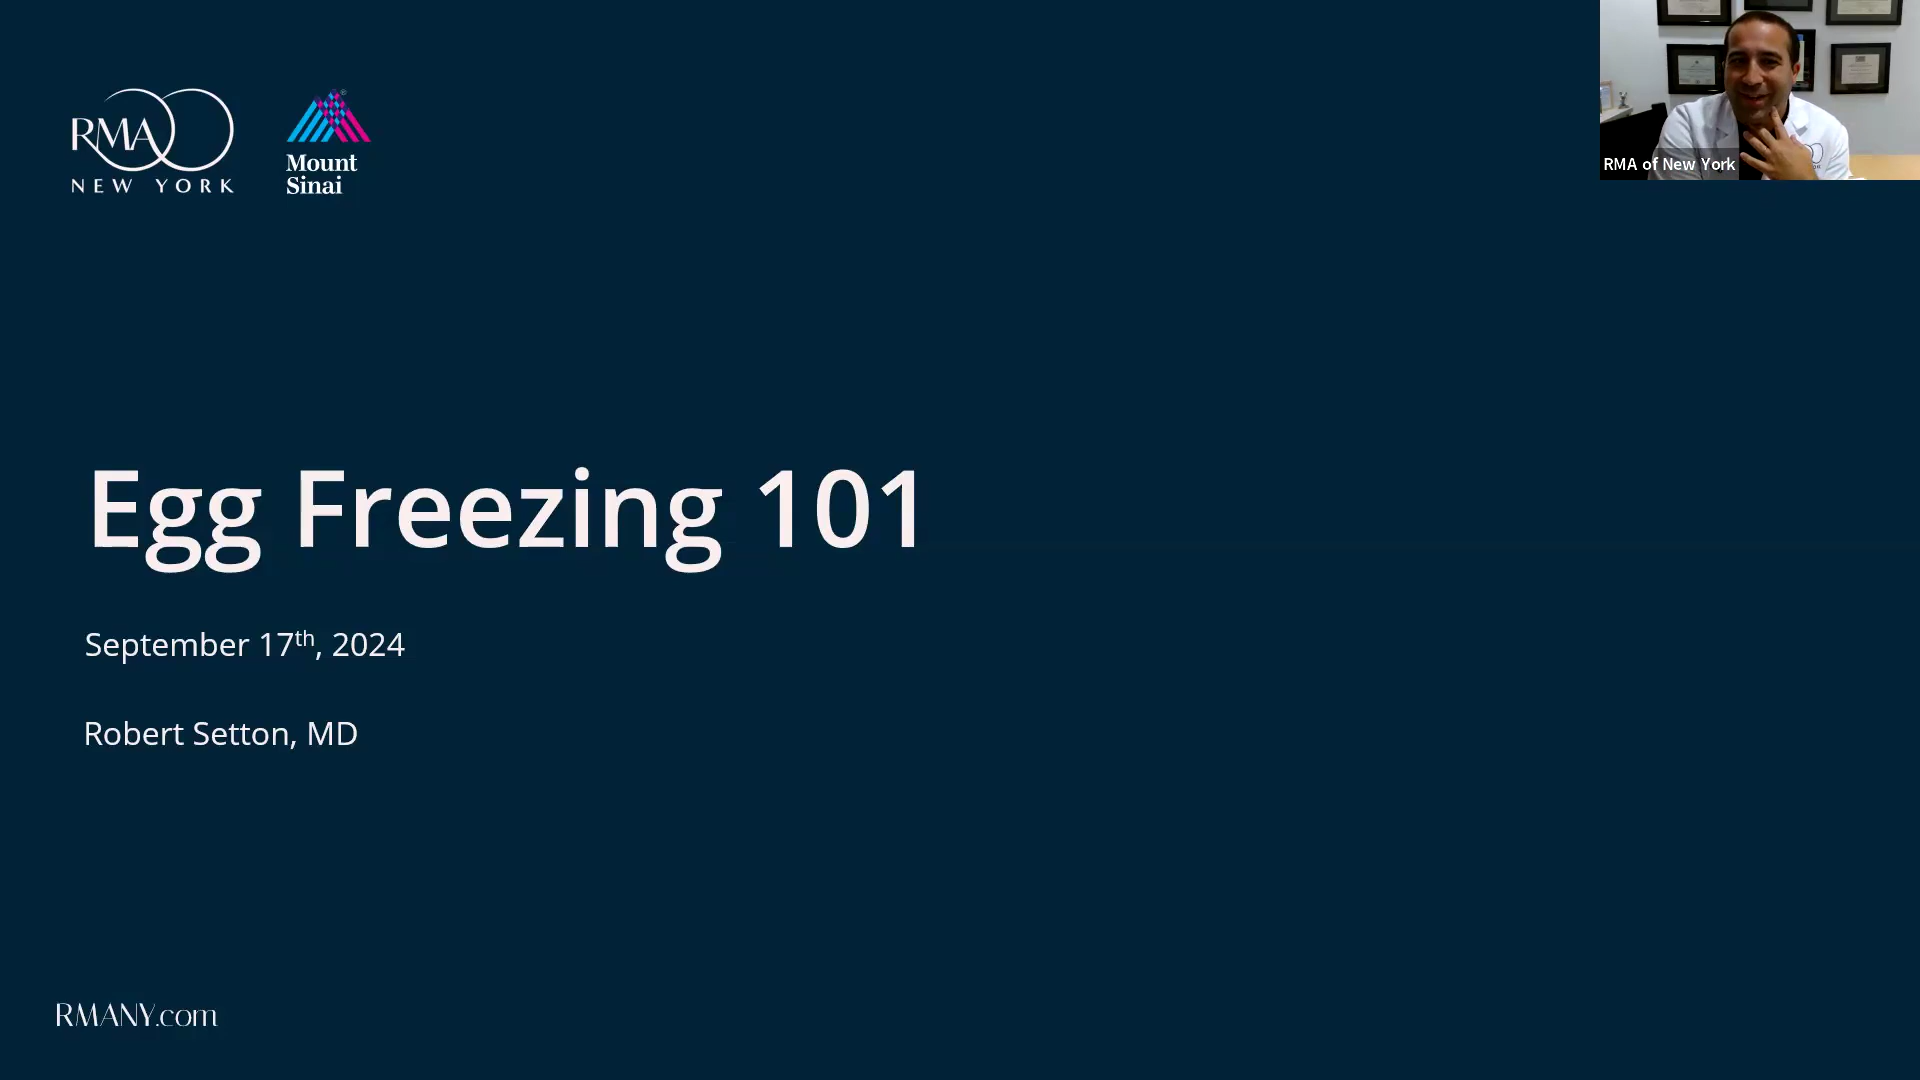 RMA
NEW YORK
Mount
Sinai
RMA of New York
Egg Freezing 101
September 17th, 2024
Robert Setton, MD
RMANY.com